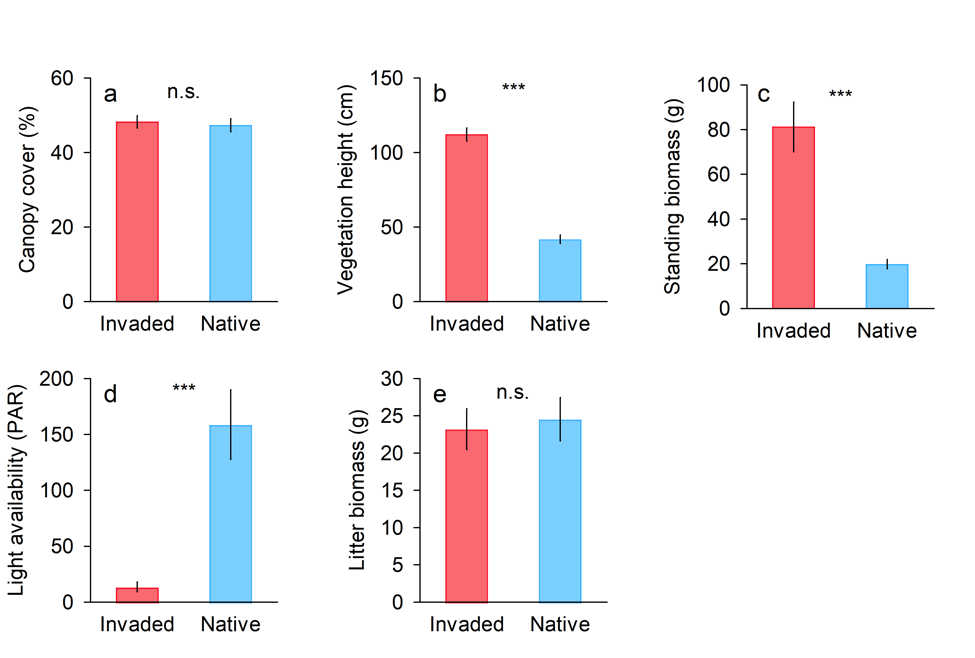 a
n.s.
Canopy cover (%)
60
40
20
0
Invaded
Native
b
***
Vegetation height (cm)
150
100
50
0
Invaded
Native
c
***
Standing biomass (g)
100
80
60
40
20
0
Invaded
Native
d
***
Light availability (PAR)
200
150
100
50
0
Invaded
Native
e
n.s.
Litter biomass (g)
30
25
20
15
10
5
0
Invaded
Native